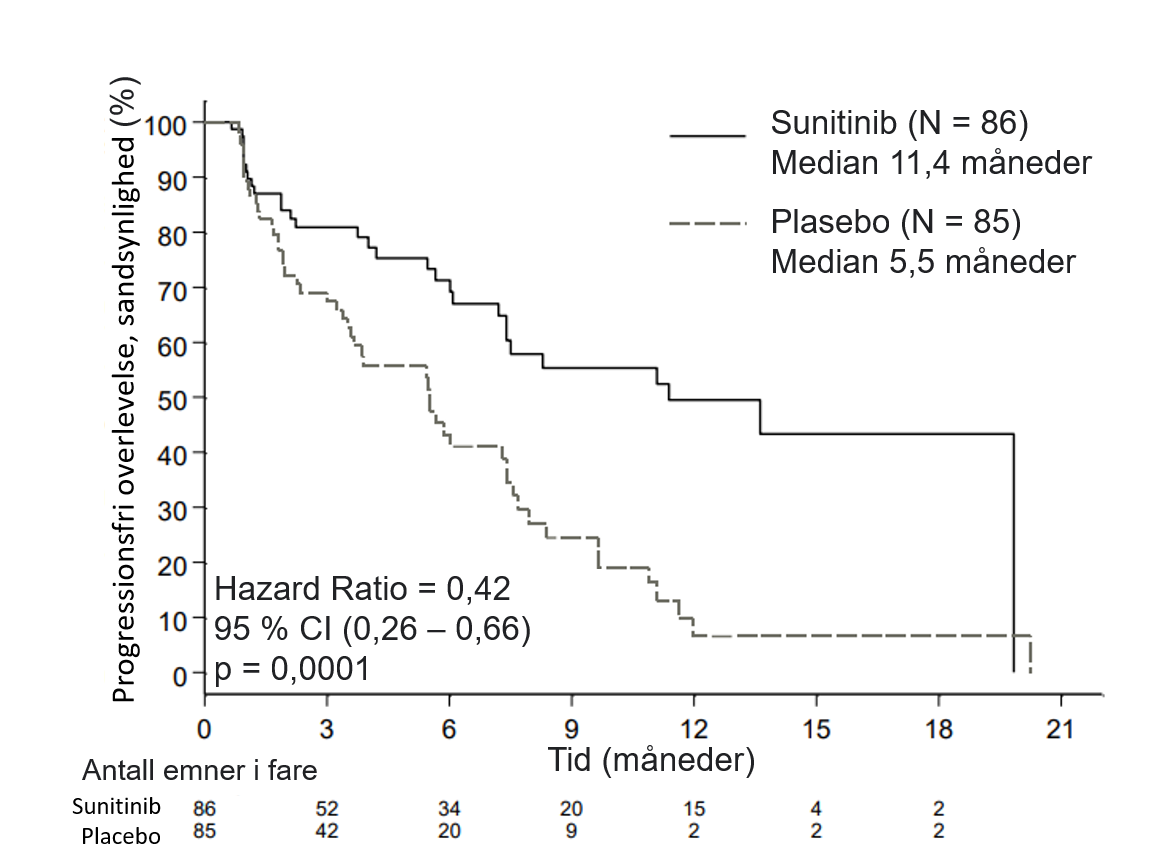 Progressionsfri overlevelse, sandsynlighed (%)
100
90
80
70
60
50
40
30
20
10
0
Sunitinib (N = 86)
Median 11,4 måneder
Plasebo (N = 85)
Median 5,5 måneder
Hazard Ratio = 0,42
95 % CI (0,26 – 0,66)
p = 0,0001
0 3 6 9 12 15 18 21
Tid (måneder)
Antall emner i fare
Sunitinib 86 52 34 20 15 4 2
Placebo 85 42 20 9 2 2 2